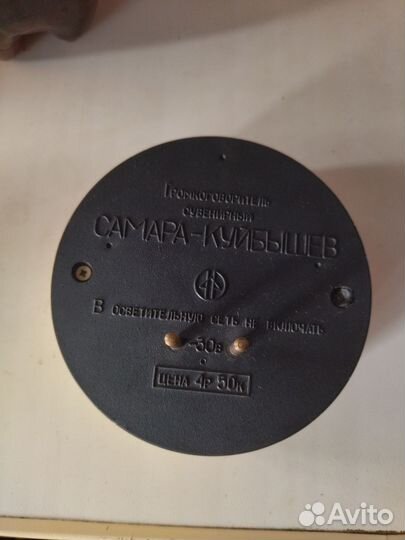 Громкоговоритель
сувенирный
САМАРА-КУЙБЫШЕВ
В осветительную сеть не включать
~30в
ЦЕНА 4р 50к
Avito